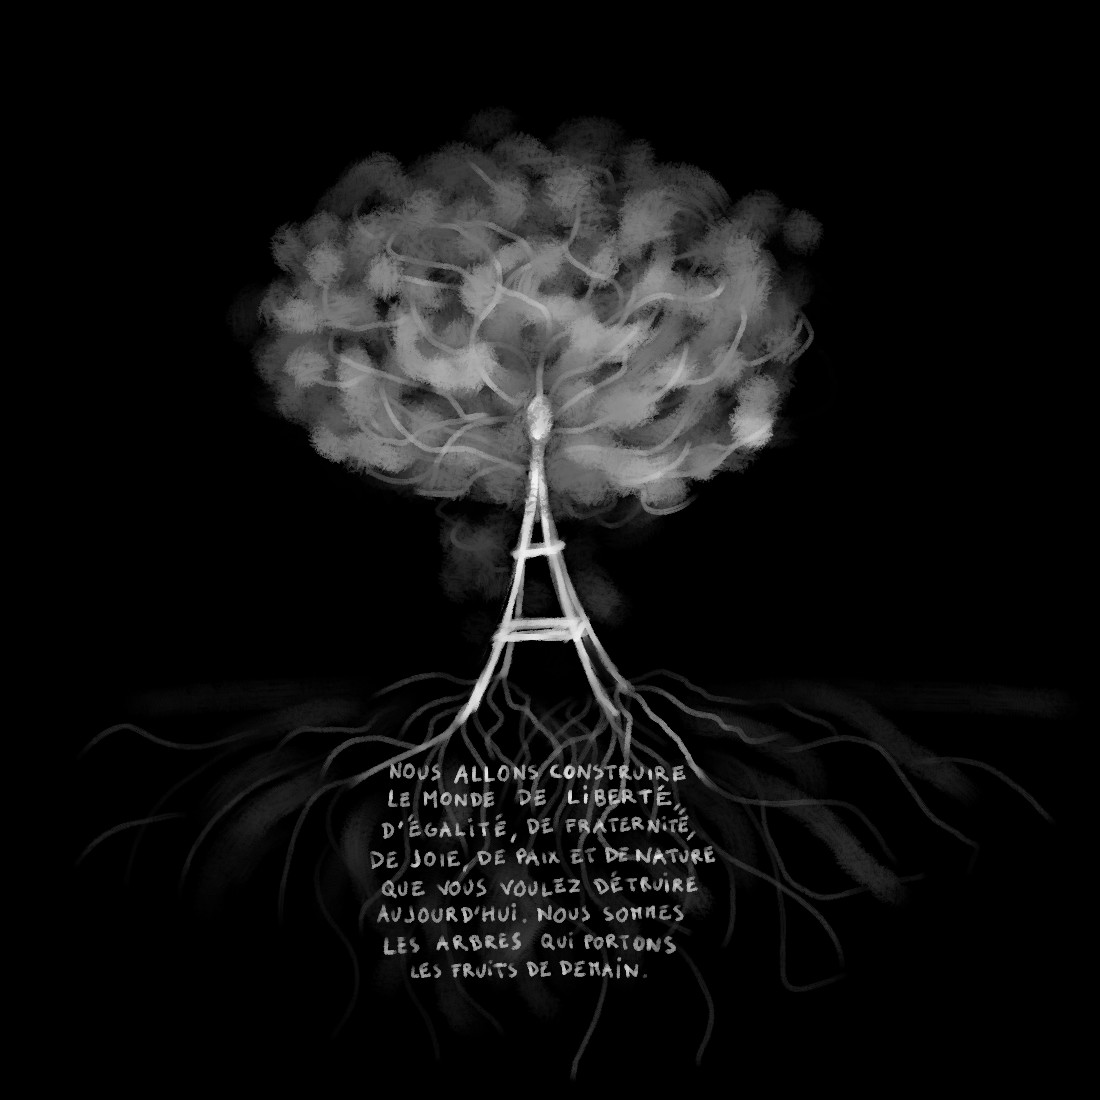 NOUS ALLONS CONSTRUIRE
LE MONDE DE LIBERTÉ,
D'ÉGALITÉ, DE FRATERNITÉ,
DE JOIE, DE PAIX ET DE NATURE
QUE VOUS VOULEZ DÉTRUIRE
AUJOURD'HUI. NOUS SOMMES
LES ARBRES QUI PORTONS
LES FRUITS DE DEMAIN.